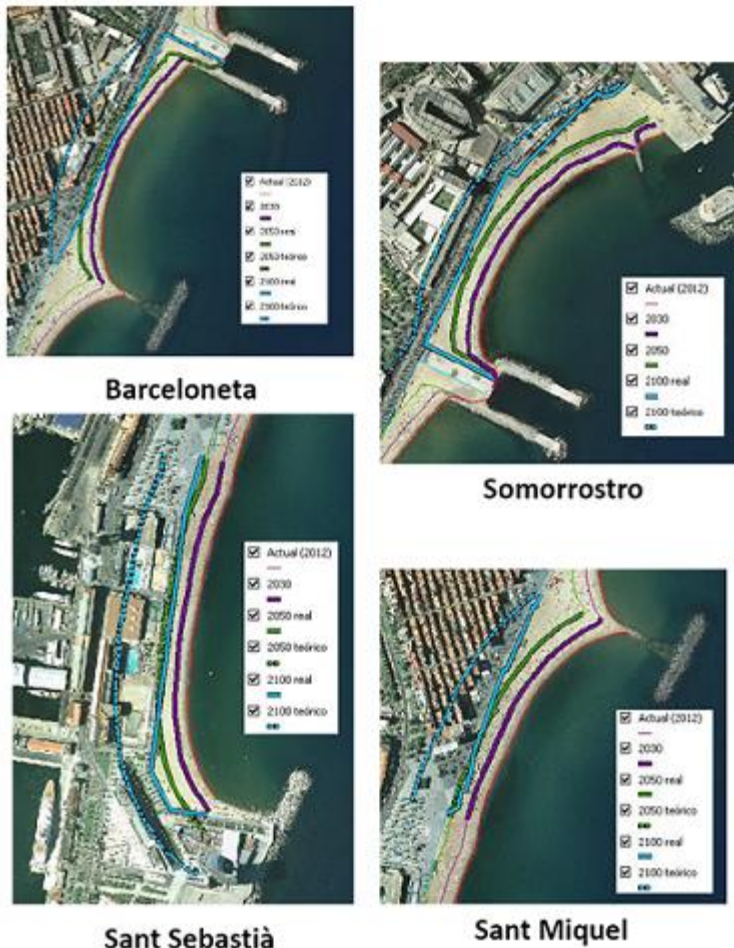 Actual (2012)
2030
2050 real
2050 teórico
2100 real
2100 teórico
Barceloneta
Actual (2012)
2030
2050
2100 real
2100 teórico
Somorrostro
Actual (2012)
2030
2050 real
2050 teórico
2100 real
2100 teórico
Sant Sebastià
Actual (2012)
2030
2050 real
2050 teórico
2100 real
2100 teórico
Sant Miquel